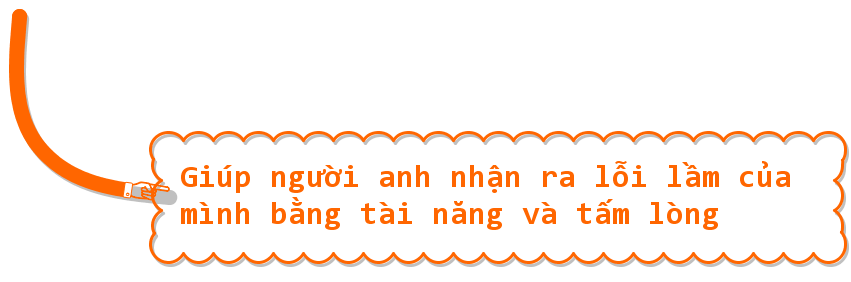 Giúp người anh nhận ra lỗi lầm của
mình bằng tài năng và tấm lòng